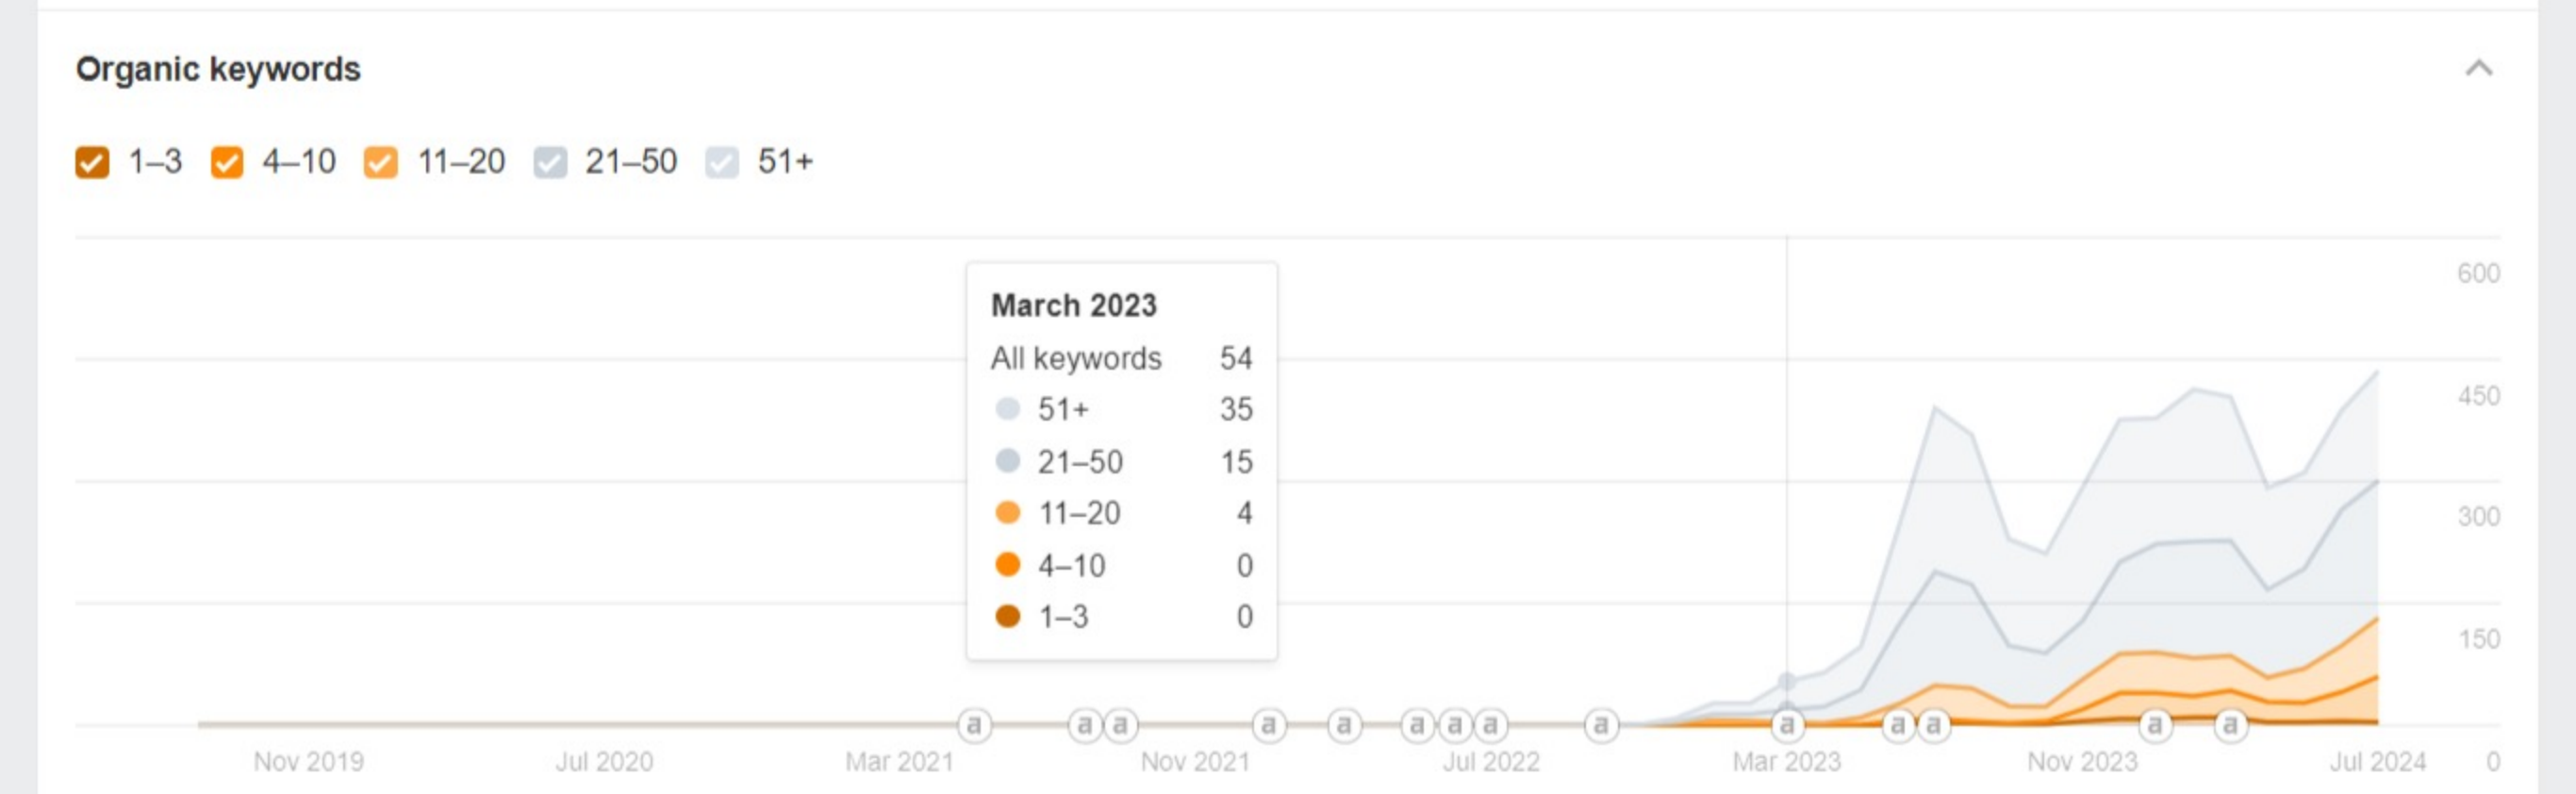 Organic keywords
1–3 4–10 11–20 21–50 51+
600
March 2023
All keywords 54
450
51+ 35
21–50 15
11–20 4
300
4–10 0
1–3 0
150
a a a a a a a a a a a a a a
Nov 2019 Jul 2020 Mar 2021 Nov 2021 Jul 2022 Mar 2023 Nov 2023 Jul 2024 0